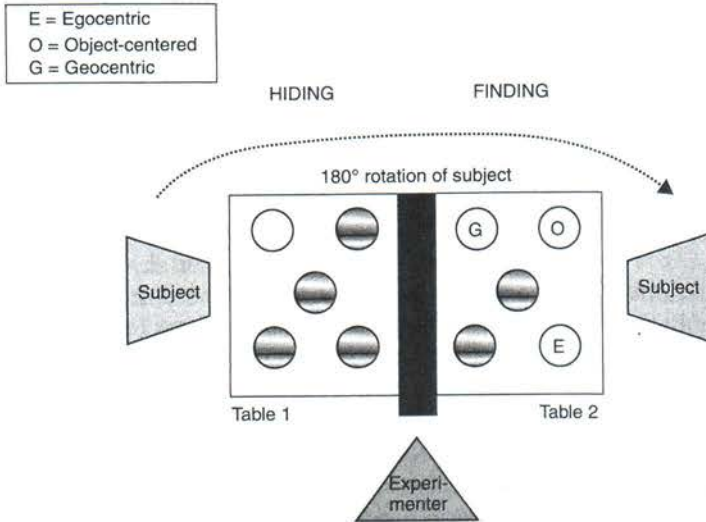 E = Egocentric
O = Object-centered
G = Geocentric
HIDING
FINDING
180° rotation of subject
G
O
Subject
Subject
E
Table 1
Table 2
Experi-
menter